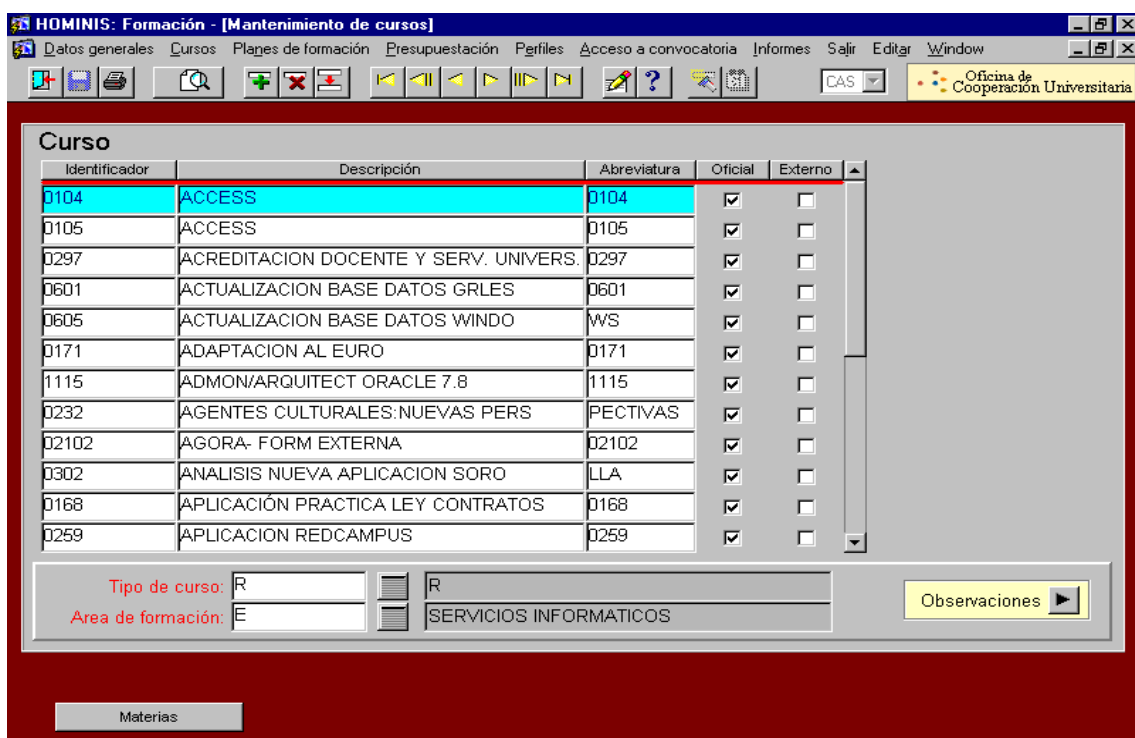 HOMINIS: Formación - [Mantenimiento de cursos]
Datos generales Cursos Planes de formación Presupuestación Perfiles Acceso a convocatoria Informes Salir Editar Window
CAS
Oficina de
Cooperación Universitaria
Curso
Identificador Descripción Abreviatura Oficial Externo
0104 ACCESS 0104
0105 ACCESS 0105
0297 ACREDITACION DOCENTE Y SERV. UNIVERS. 0297
0601 ACTUALIZACION BASE DATOS GRLES 0601
0605 ACTUALIZACION BASE DATOS WINDO WS
0171 ADAPTACION AL EURO 0171
1115 ADMON/ARQUITECT ORACLE 7.8 1115
0232 AGENTES CULTURALES:NUEVAS PERS PECTIVAS
02102 AGORA- FORM EXTERNA 02102
0302 ANALISIS NUEVA APLICACION SORO LLA
0168 APLICACIÓN PRACTICA LEY CONTRATOS 0168
0259 APLICACION REDCAMPUS 0259
Tipo de curso: R R
Area de formación: E SERVICIOS INFORMATICOS
Observaciones
Materias